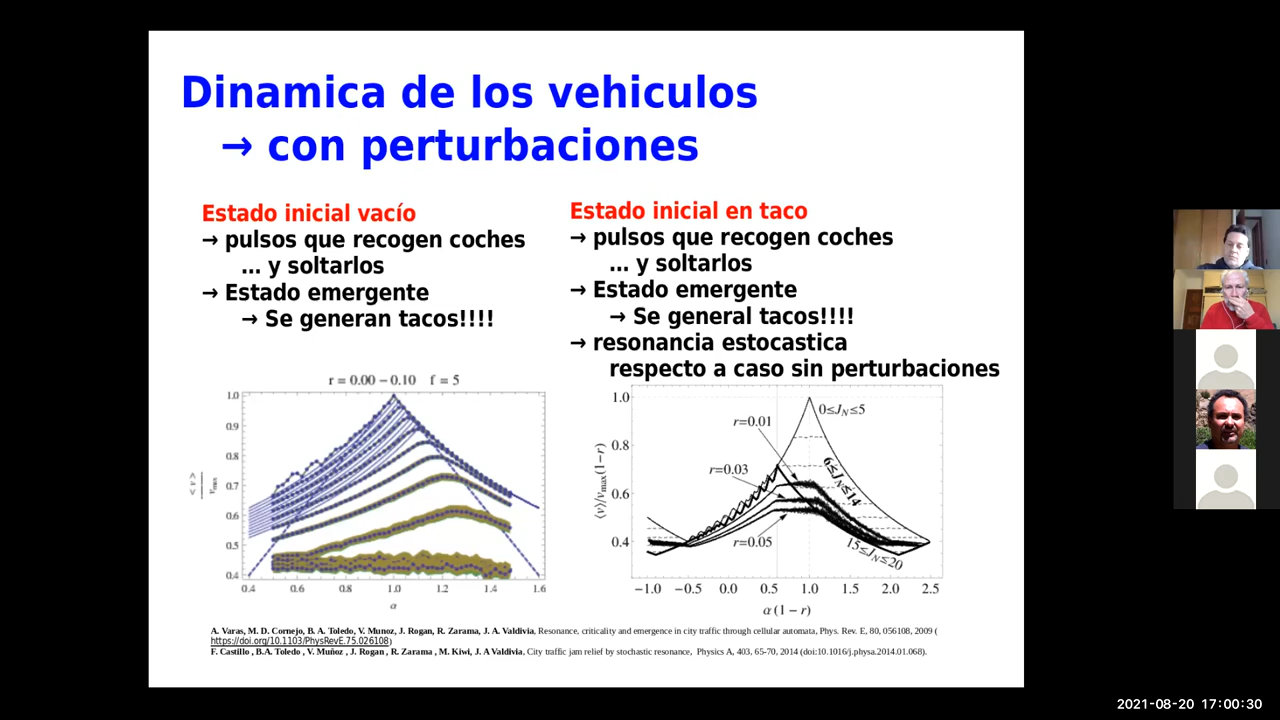 Dinamica de los vehiculos
→ con perturbaciones
Estado inicial vacío
→ pulsos que recogen coches
... y soltarlos
→ Estado emergente
→ Se generan tacos!!!!
Estado inicial en taco
→ pulsos que recogen coches
... y soltarlos
→ Estado emergente
→ Se general tacos!!!!
→ resonancia estocastica
respecto a caso sin perturbaciones
r = 0.00 − 0.10 f = 5
1.0
0.9
0.8
0.7
0.6
0.5
0.4
<v>
vmax
0.4 0.6 0.8 1.0 1.2 1.4 1.6
α
1.0
0.8
0.6
0.4
⟨v⟩/vmax(1−r)
r=0.01
r=0.03
r=0.05
0≤JN≤5
6≤JN≤14
15≤JN≤20
−1.0 −0.5 0.0 0.5 1.0 1.5 2.0 2.5
α (1 − r)
A. Varas, M. D. Cornejo, B. A. Toledo, V. Munoz, J. Rogan, R. Zarama, J. A. Valdivia, Resonance, criticality and emergence in city traffic through cellular automata, Phys. Rev. E, 80, 056108, 2009 (
https://doi.org/10.1103/PhysRevE.75.026108)
F. Castillo , B.A. Toledo , V. Muñoz , J. Rogan , R. Zarama , M. Kiwi, J. A Valdivia, City traffic jam relief by stochastic resonance, Physics A, 403, 65-70, 2014 (doi:10.1016/j.physa.2014.01.068).
2021-08-20 17:00:30